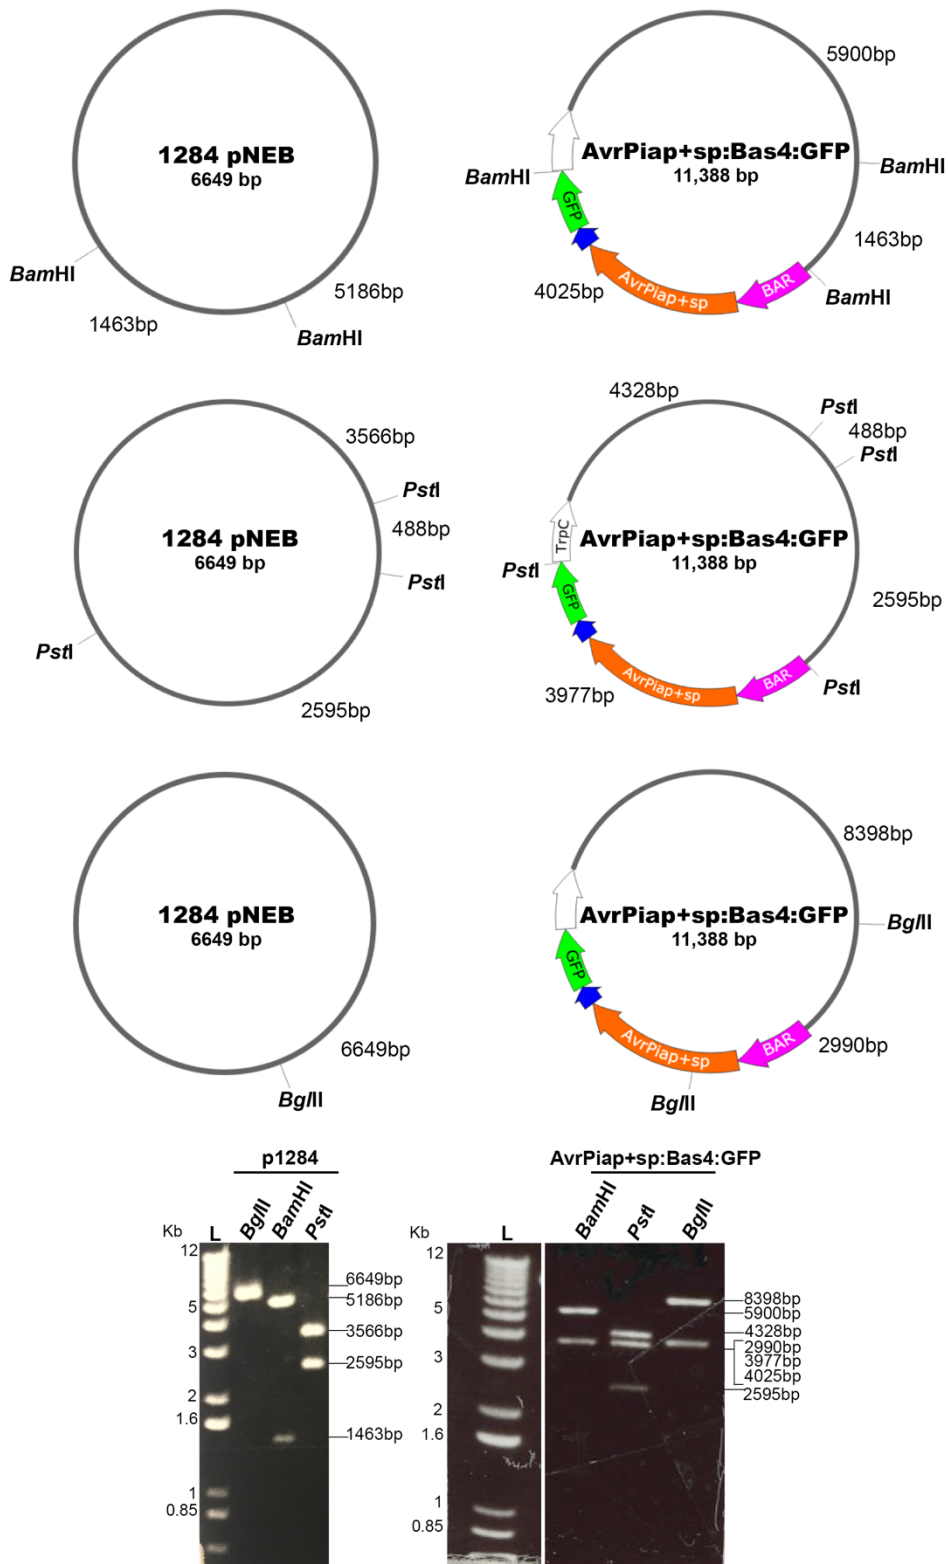 1284 pNEB
6649 bp
BamHI
BamHI
5186bp
1463bp
AvrPiap+sp:Bas4:GFP
11,388 bp
5900bp
BamHI
BamHI
1463bp
BamHI
4025bp
GFP
AvrPiap+sp
BAR
1284 pNEB
6649 bp
3566bp
PstI
488bp
PstI
PstI
2595bp
AvrPiap+sp:Bas4:GFP
11,388 bp
4328bp
PstI
488bp
PstI
TrpC
PstI
GFP
2595bp
AvrPiap+sp
BAR
PstI
3977bp
1284 pNEB
6649 bp
6649bp
BglII
AvrPiap+sp:Bas4:GFP
11,388 bp
8398bp
BglII
GFP
AvrPiap+sp
BAR
2990bp
BglII
p1284
Kb
L
BglII
BamHI
PstI
12
5
3
2
1.6
1
0.85
6649bp
5186bp
3566bp
2595bp
1463bp
AvrPiap+sp:Bas4:GFP
Kb
L
BamHI
PstI
BglII
12
5
3
2
1.6
1
0.85
8398bp
5900bp
4328bp
2990bp
3977bp
4025bp
2595bp